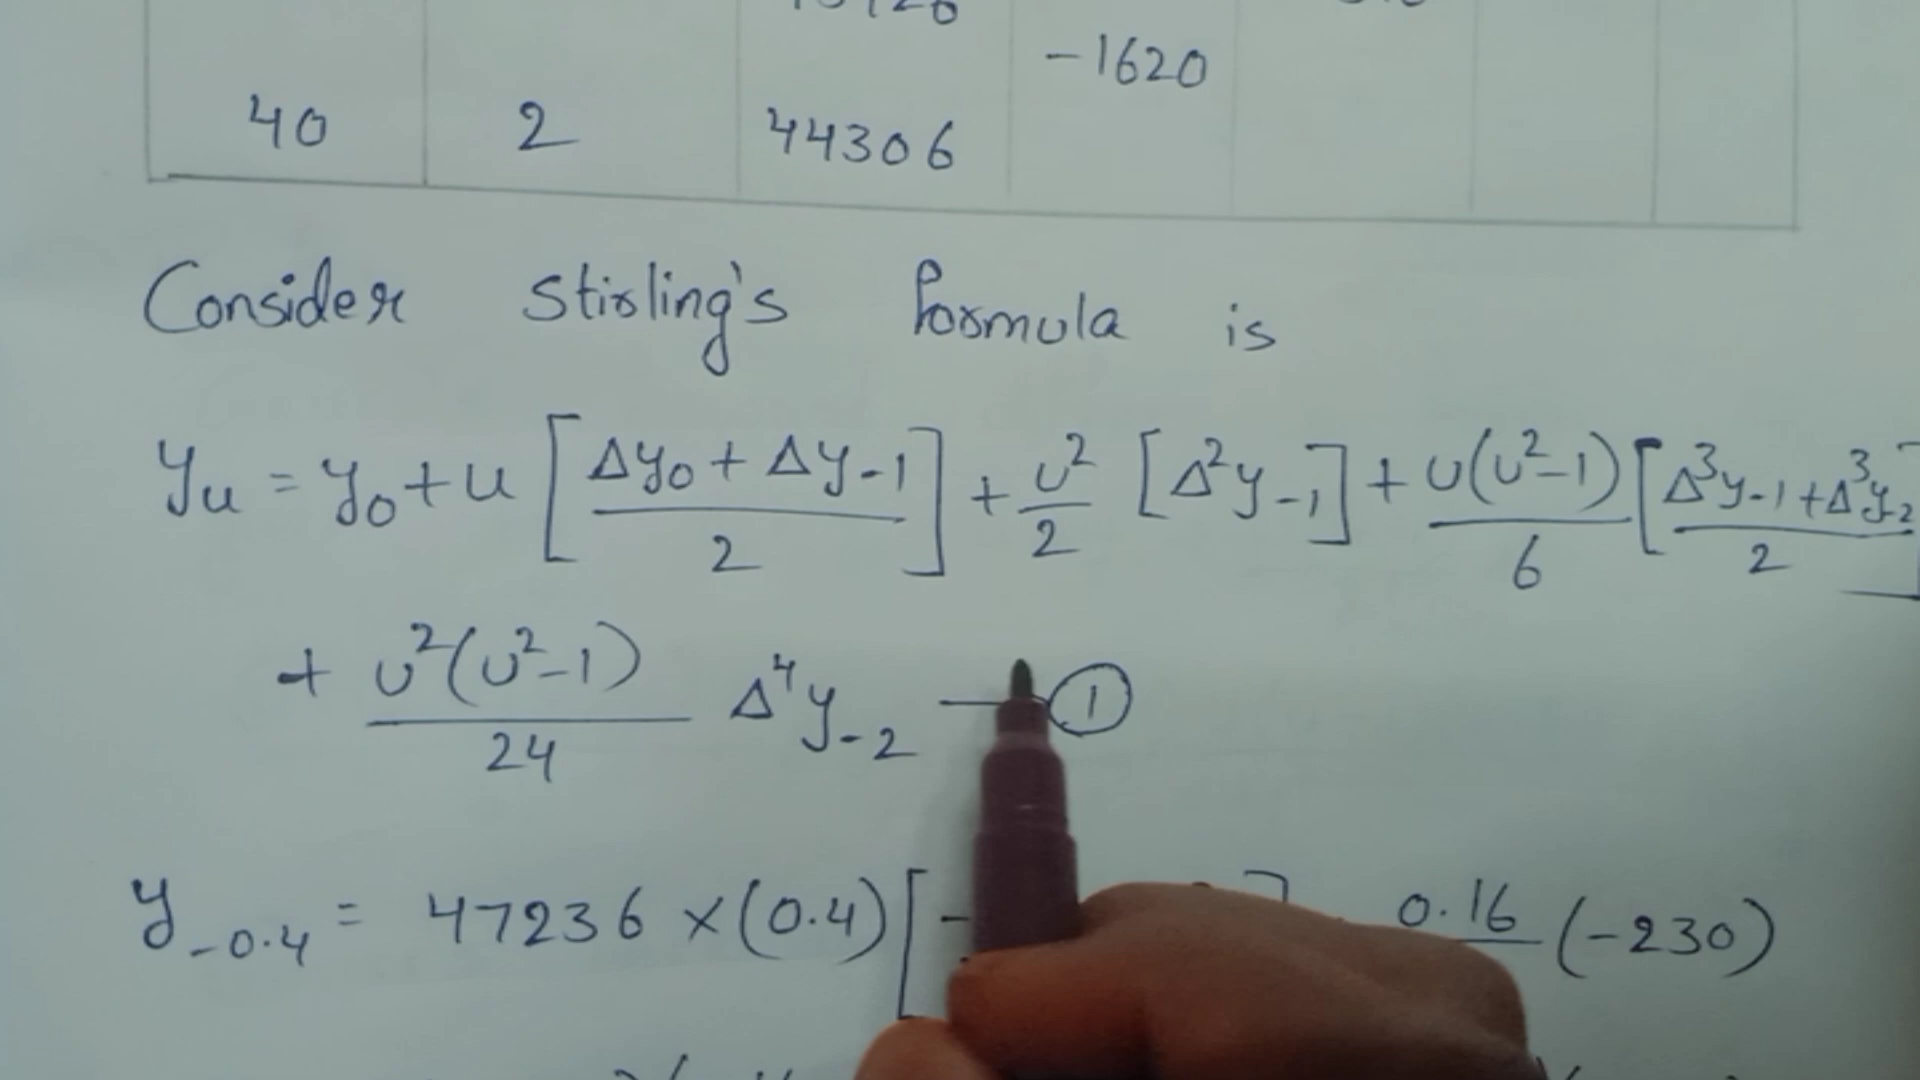 -1620
40 2 44306
Consider Stirling's formula is
yᵤ = y₀ + u [Δy₀ + Δy₋₁ / 2] + u²/2 [Δ²y₋₁] + u(u²-1)/6 [Δ³y₋₁ + Δ³y₋₂ / 2]
+ u²(u²-1)/24 Δ⁴y₋₂ — ①
y₋₀.₄ = 47236 × (0.4) [- ] 0.16 (-230)